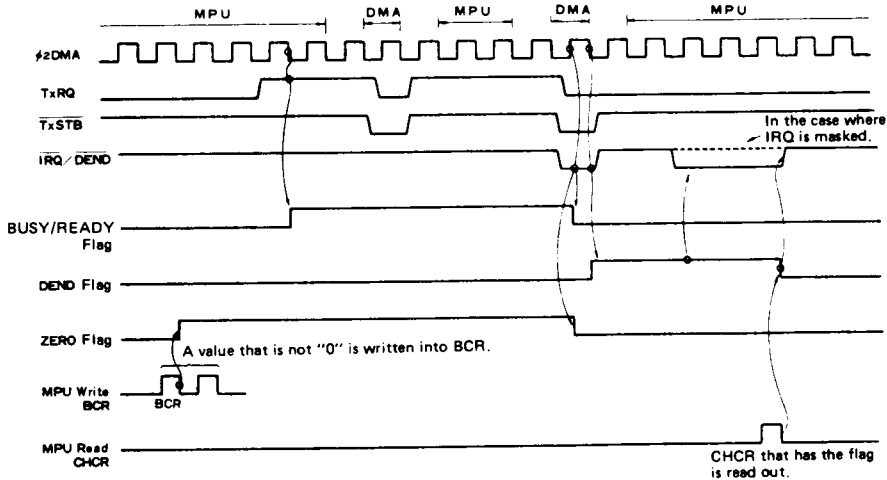 MPU DMA MPU DMA MPU
φ2DMA
TxRQ
TxSTB
In the case where
IRQ is masked.
IRQ/DEND
BUSY/READY
Flag
DEND Flag
ZERO Flag
A value that is not "0" is written into BCR.
MPU Write
BCR
BCR
MPU Read
CHCR
CHCR that has the flag
is read out.